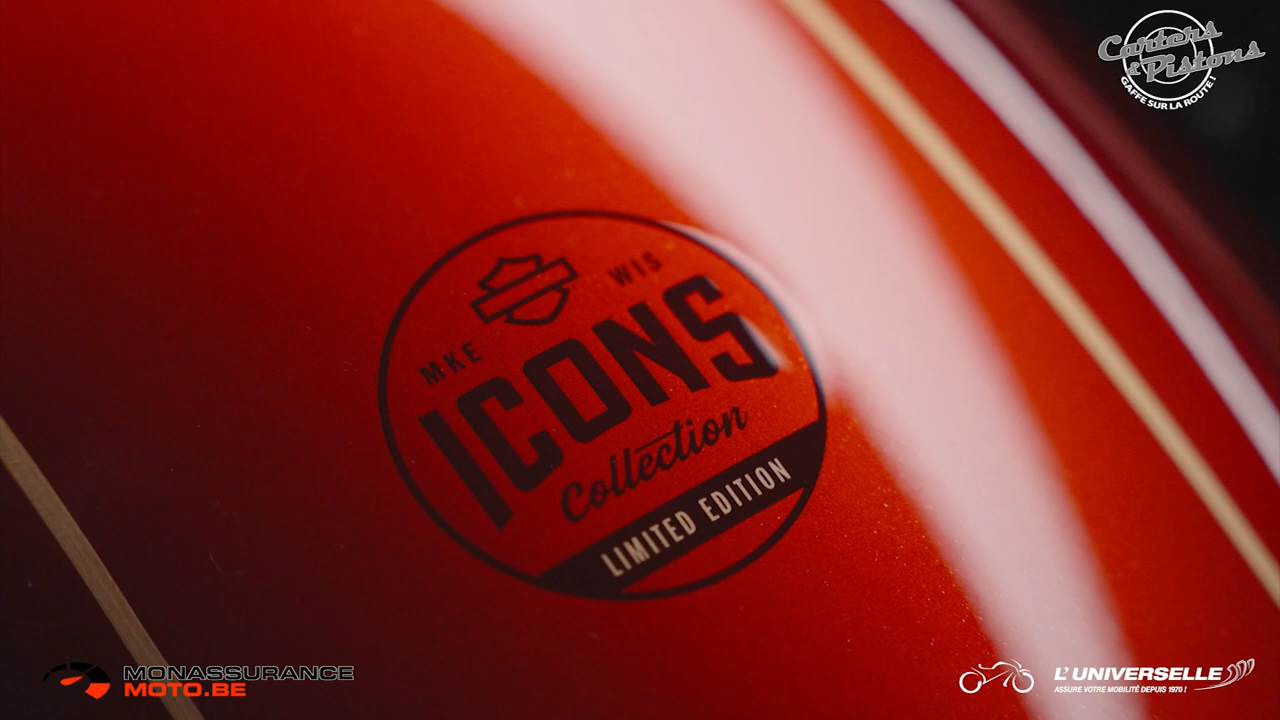 Carters
& Pistons
GAFFE SUR LA ROUTE !
MKE
WIS
ICONS
Collection
LIMITED EDITION
MONASSURANCE
MOTO.BE
L'UNIVERSELLE
ASSURE VOTRE MOBILITÉ DEPUIS 1970 !